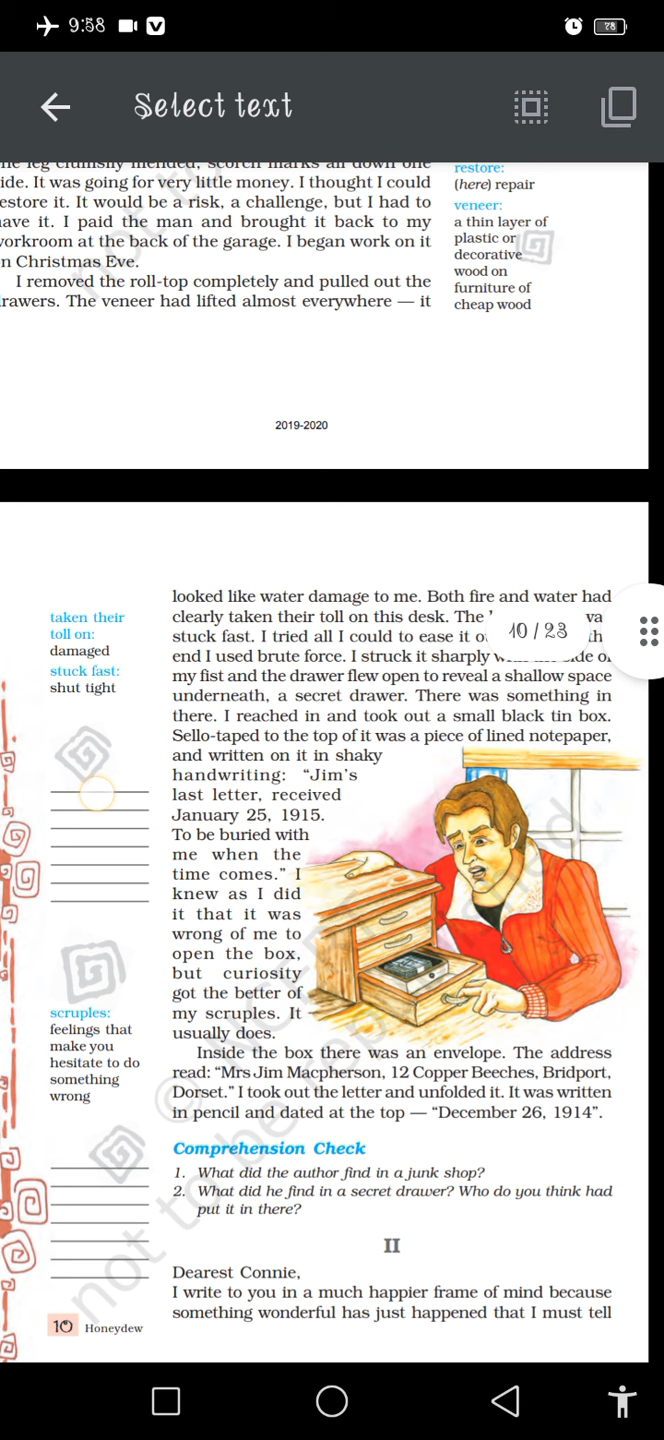 9:58
78
Select text
ide. It was going for very little money. I thought I could
estore it. It would be a risk, a challenge, but I had to
ave it. I paid the man and brought it back to my
workroom at the back of the garage. I began work on it
n Christmas Eve.
I removed the roll-top completely and pulled out the
rawers. The veneer had lifted almost everywhere — it
restore:
(here) repair
veneer:
a thin layer of
plastic or
decorative
wood on
furniture of
cheap wood
2019-2020
10 / 23
taken their
toll on:
damaged
stuck fast:
shut tight
looked like water damage to me. Both fire and water had
clearly taken their toll on this desk. The
stuck fast. I tried all I could to ease it
end I used brute force. I struck it sharply
my fist and the drawer flew open to reveal a shallow space
underneath, a secret drawer. There was something in
there. I reached in and took out a small black tin box.
Sello-taped to the top of it was a piece of lined notepaper,
and written on it in shaky
handwriting: “Jim’s
last letter, received
January 25, 1915.
To be buried with
me when the
time comes.” I
knew as I did
it that it was
wrong of me to
open the box,
but curiosity
got the better of
my scruples. It
usually does.
scruples:
feelings that
make you
hesitate to do
something
wrong
Inside the box there was an envelope. The address
read: “Mrs Jim Macpherson, 12 Copper Beeches, Bridport,
Dorset.” I took out the letter and unfolded it. It was written
in pencil and dated at the top — “December 26, 1914”.
Comprehension Check
1. What did the author find in a junk shop?
2. What did he find in a secret drawer? Who do you think had
put it in there?
II
Dearest Connie,
I write to you in a much happier frame of mind because
something wonderful has just happened that I must tell
10 Honeydew
not to be republished